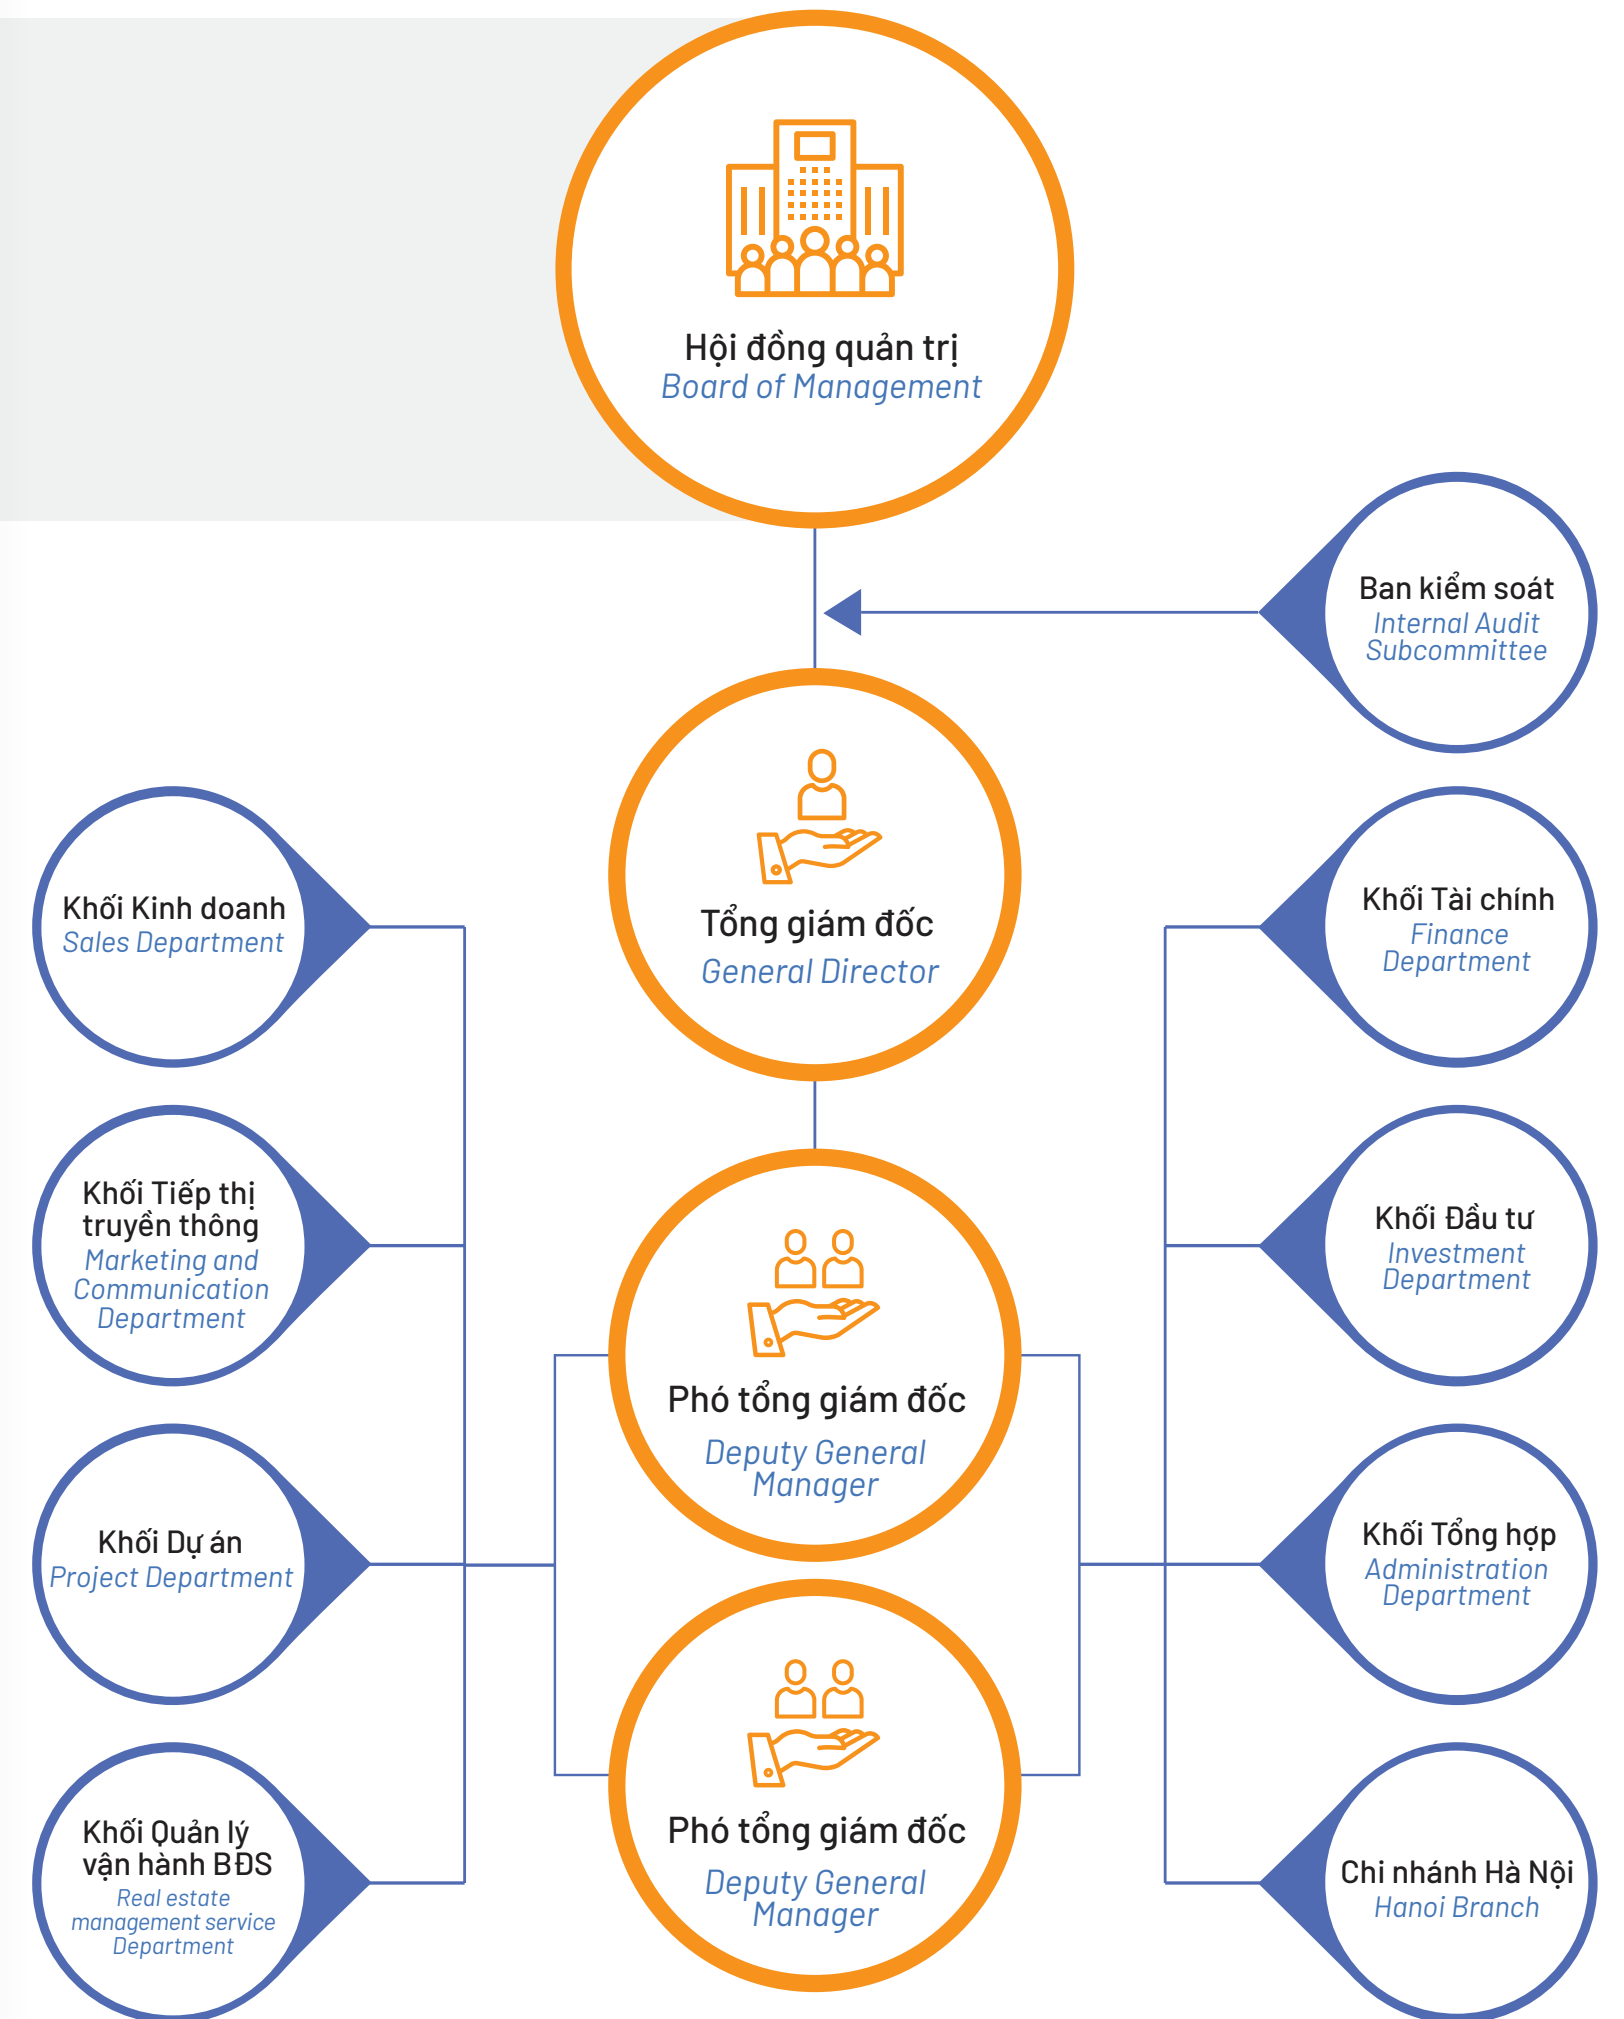 Hội đồng quản trị
Board of Management
Ban kiểm soát
Internal Audit
Subcommittee
Tổng giám đốc
General Director
Khối Kinh doanh
Sales Department
Khối Tài chính
Finance
Department
Khối Tiếp thị
truyền thông
Marketing and
Communication
Department
Khối Đầu tư
Investment
Department
Phó tổng giám đốc
Deputy General
Manager
Khối Dự án
Project Department
Khối Tổng hợp
Administration
Department
Phó tổng giám đốc
Deputy General
Manager
Khối Quản lý
vận hành BĐS
Real estate
management service
Department
Chi nhánh Hà Nội
Hanoi Branch